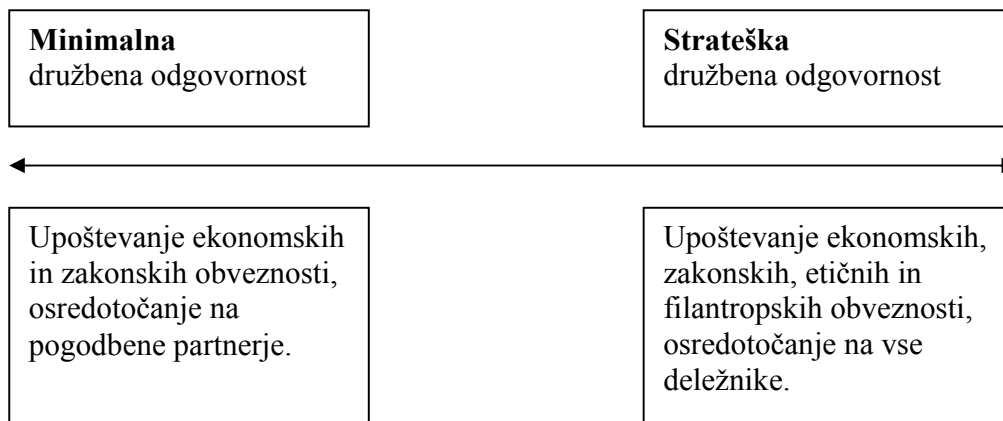 Minimalna
družbena odgovornost
Strateška
družbena odgovornost
Upoštevanje ekonomskih
in zakonskih obveznosti,
osredotočanje na
pogodbene partnerje.
Upoštevanje ekonomskih,
zakonskih, etičnih in
filantropskih obveznosti,
osredotočanje na vse
deležnike.